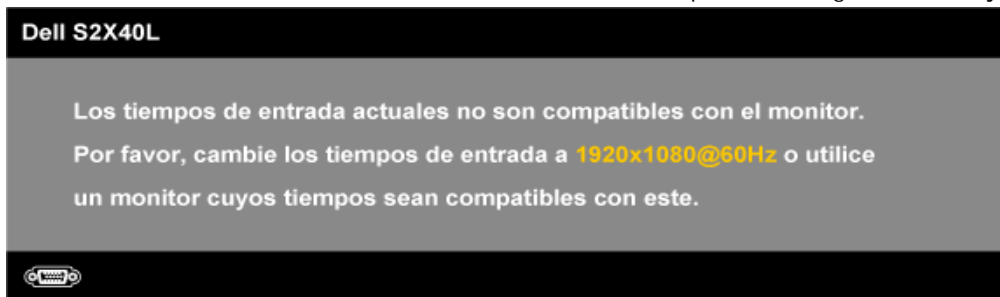 Dell S2X40L
Los tiempos de entrada actuales no son compatibles con el monitor.
Por favor, cambie los tiempos de entrada a 1920x1080@60Hz o utilice
un monitor cuyos tiempos sean compatibles con este.